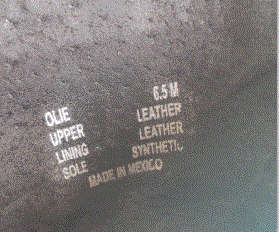 OLIE 6.5 M
UPPER LEATHER
LINING LEATHER
SOLE SYNTHETIC
MADE IN MEXICO